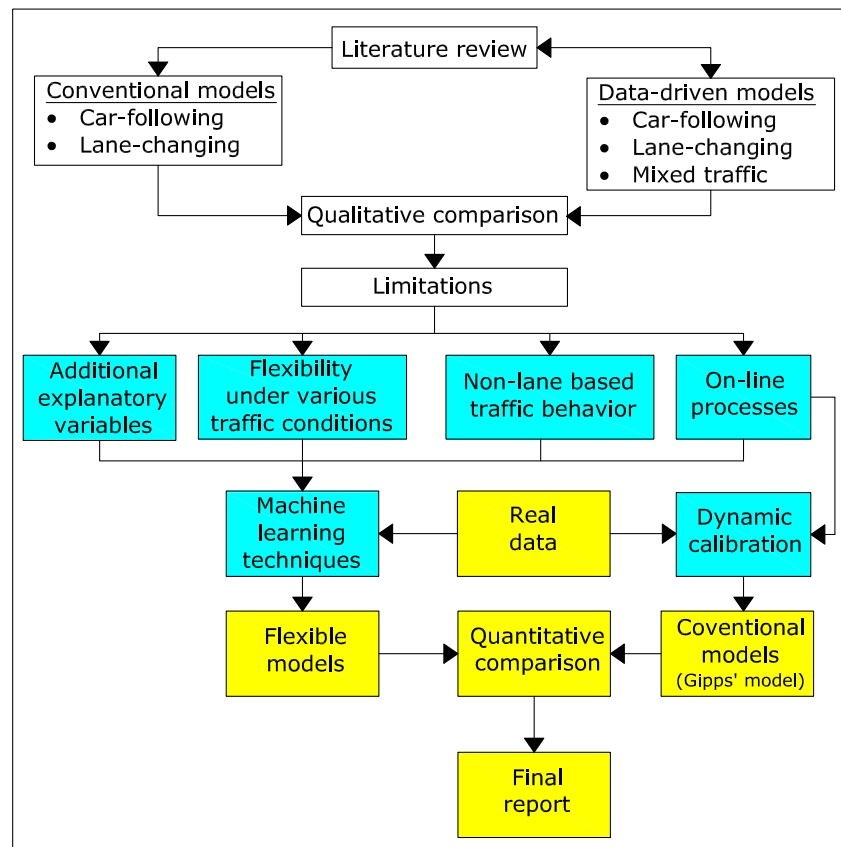 Literature review
Conventional models
• Car-following
• Lane-changing
Data-driven models
• Car-following
• Lane-changing
• Mixed traffic
Qualitative comparison
Limitations
Additional
explanatory
variables
Flexibility
under various
traffic conditions
Non-lane based
traffic behavior
On-line
processes
Machine
learning
techniques
Real
data
Dynamic
calibration
Flexible
models
Quantitative
comparison
Coventional
models
(Gipps' model)
Final
report